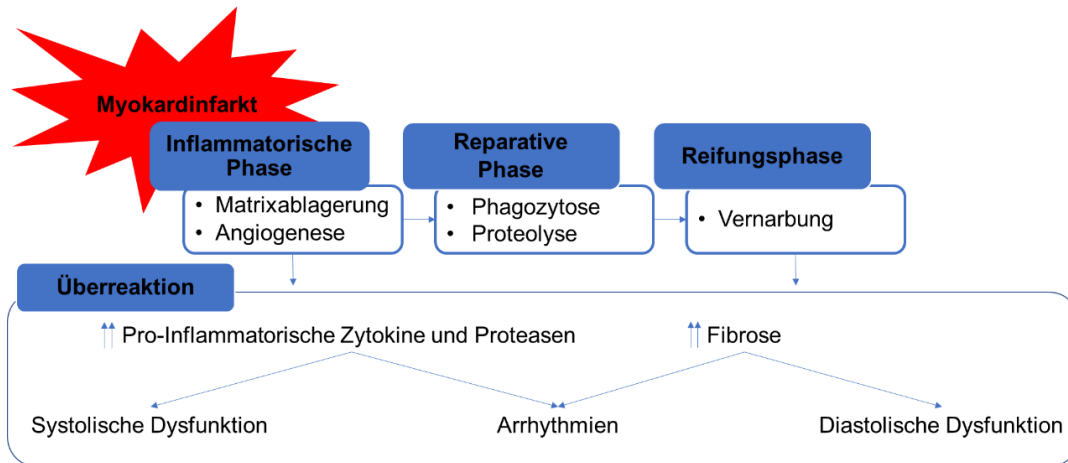 Myokardinfarkt
Inflammatorische
Phase
• Matrixablagerung
• Angiogenese
Reparative
Phase
• Phagozytose
• Proteolyse
Reifungsphase
• Vernarbung
Überreaktion
↑↑ Pro-Inflammatorische Zytokine und Proteasen
↑↑ Fibrose
Systolische Dysfunktion
Arrhythmien
Diastolische Dysfunktion